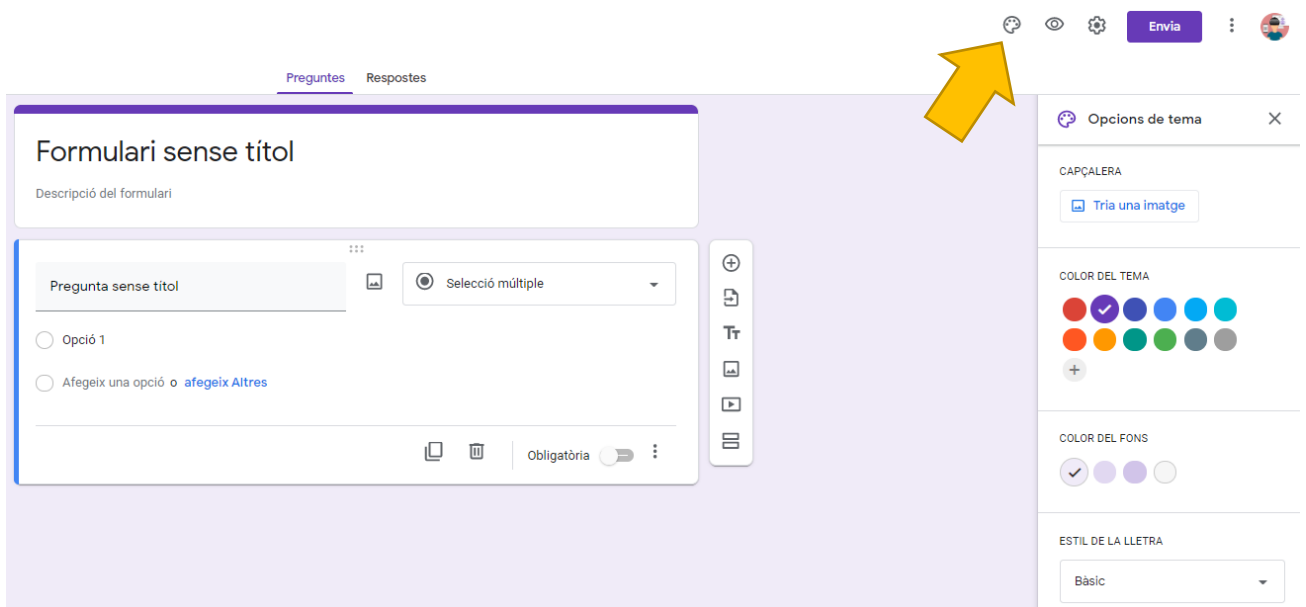 Envia
Preguntes Respostes
Opcions de tema
Formulari sense títol
Descripció del formulari
CAPÇALERA
Tria una imatge
Pregunta sense títol
Selecció múltiple
COLOR DEL TEMA
Opció 1
Afegeix una opció o afegeix Altres
Obligatòria
COLOR DEL FONS
ESTIL DE LA LLETRA
Bàsic